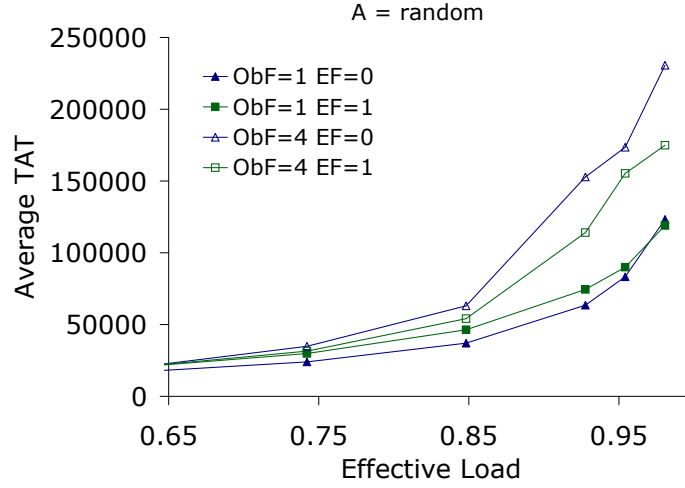 A = random
250000
200000
150000
100000
50000
0
Average TAT
ObF=1 EF=0
ObF=1 EF=1
ObF=4 EF=0
ObF=4 EF=1
0.65 0.75 0.85 0.95
Effective Load